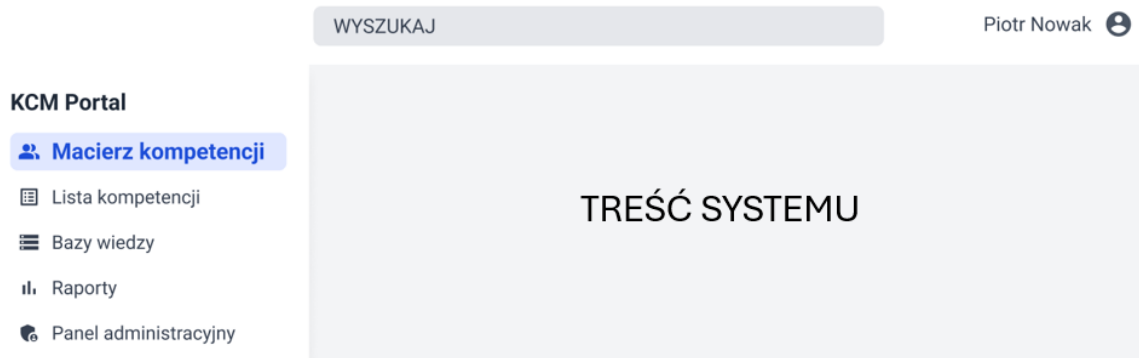 WYSZUKAJ
Piotr Nowak
KCM Portal
Macierz kompetencji
Lista kompetencji
Bazy wiedzy
Raporty
Panel administracyjny
TREŚĆ SYSTEMU